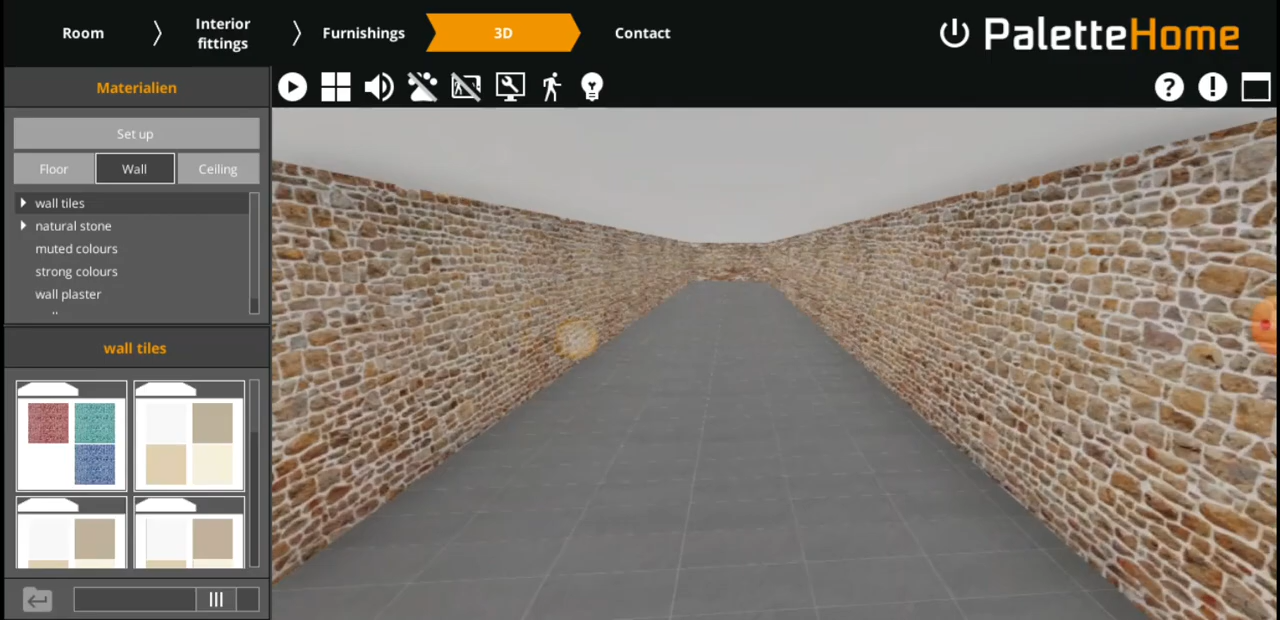 Room
Interior
fittings
Furnishings
3D
Contact
PaletteHome
Materialien
Set up
Floor
Wall
Ceiling
wall tiles
natural stone
muted colours
strong colours
wall plaster
wall tiles